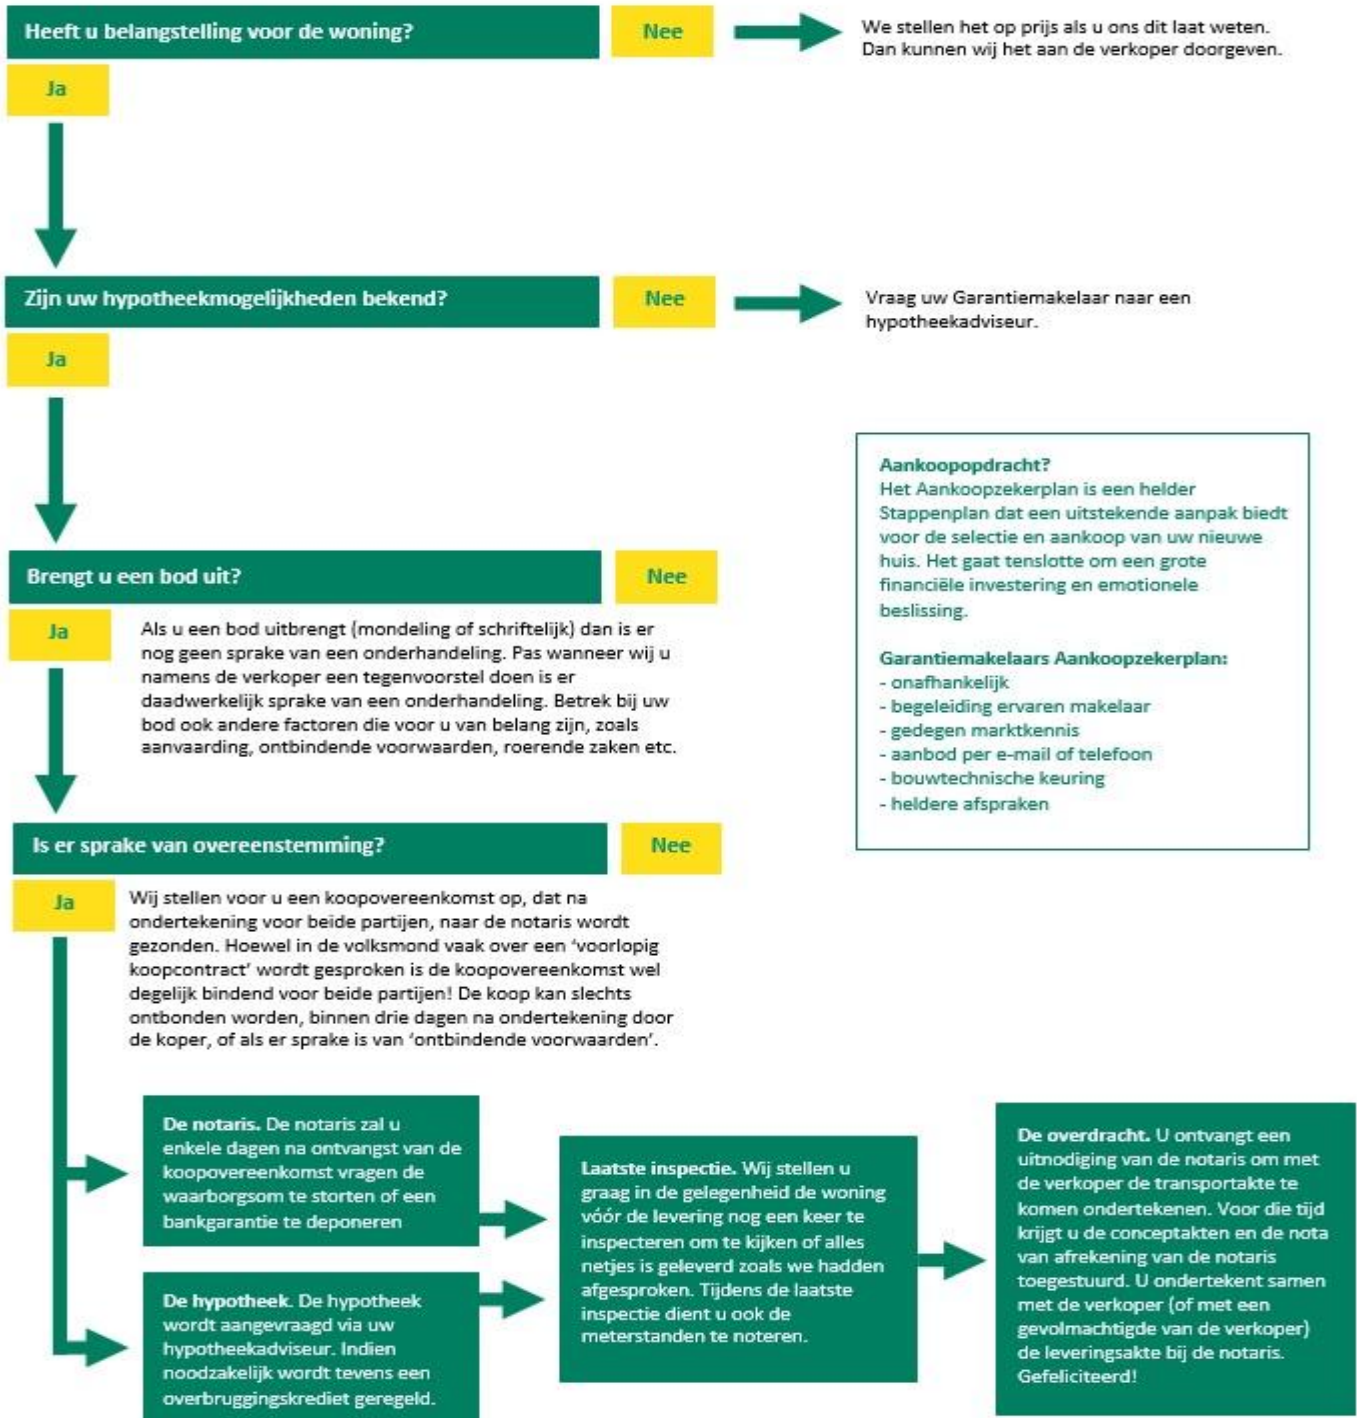 Heeft u belangstelling voor de woning?
Nee
We stellen het op prijs als u ons dit laat weten.
Dan kunnen wij het aan de verkoper doorgeven.
Ja
Zijn uw hypotheekmogelijkheden bekend?
Nee
Vraag uw Garantiemakelaar naar een
hypotheekadviseur.
Ja
Aankoopopdracht?
Het Aankoopzekerplan is een helder
Stappenplan dat een uitstekende aanpak biedt
voor de selectie en aankoop van uw nieuwe
huis. Het gaat tenslotte om een grote
financiële investering en emotionele
beslissing.
Garantiemakelaars Aankoopzekerplan:
- onafhankelijk
- begeleiding ervaren makelaar
- gedegen marktkennis
- aanbod per e-mail of telefoon
- bouwtechnische keuring
- heldere afspraken
Brengt u een bod uit?
Nee
Ja
Als u een bod uitbrengt (mondeling of schriftelijk) dan is er
nog geen sprake van een onderhandeling. Pas wanneer wij u
namens de verkoper een tegenvoorstel doen is er
daadwerkelijk sprake van een onderhandeling. Betrek bij uw
bod ook andere factoren die voor u van belang zijn, zoals
aanvaarding, ontbindende voorwaarden, roerende zaken etc.
Is er sprake van overeenstemming?
Nee
Ja
Wij stellen voor u een koopovereenkomst op, dat na
ondertekening voor beide partijen, naar de notaris wordt
gezonden. Hoewel in de volksmond vaak over een ‘voorlopig
koopcontract’ wordt gesproken is de koopovereenkomst wel
degelijk bindend voor beide partijen! De koop kan slechts
ontbonden worden, binnen drie dagen na ondertekening door
de koper, of als er sprake is van ‘ontbindende voorwaarden’.
De notaris. De notaris zal u
enkele dagen na ontvangst van de
koopovereenkomst vragen de
waarborgsom te storten of een
bankgarantie te deponeren
De hypotheek. De hypotheek
wordt aangevraagd via uw
hypotheekadviseur. Indien
noodzakelijk wordt tevens een
overbruggingskrediet geregeld.
Laatste inspectie. Wij stellen u
graag in de gelegenheid de woning
vóór de levering nog een keer te
inspecteren om te kijken of alles
netjes is geleverd zoals we hadden
afgesproken. Tijdens de laatste
inspectie dient u ook de
meterstanden te noteren.
De overdracht. U ontvangt een
uitnodiging van de notaris om met
de verkoper de transportakte te
komen ondertekenen. Voor die tijd
krijgt u de conceptakten en de nota
van afrekening van de notaris
toegestuurd. U ondertekent samen
met de verkoper (of met een
gevolmachtigde van de verkoper)
de leveringsakte bij de notaris.
Gefeliciteerd!